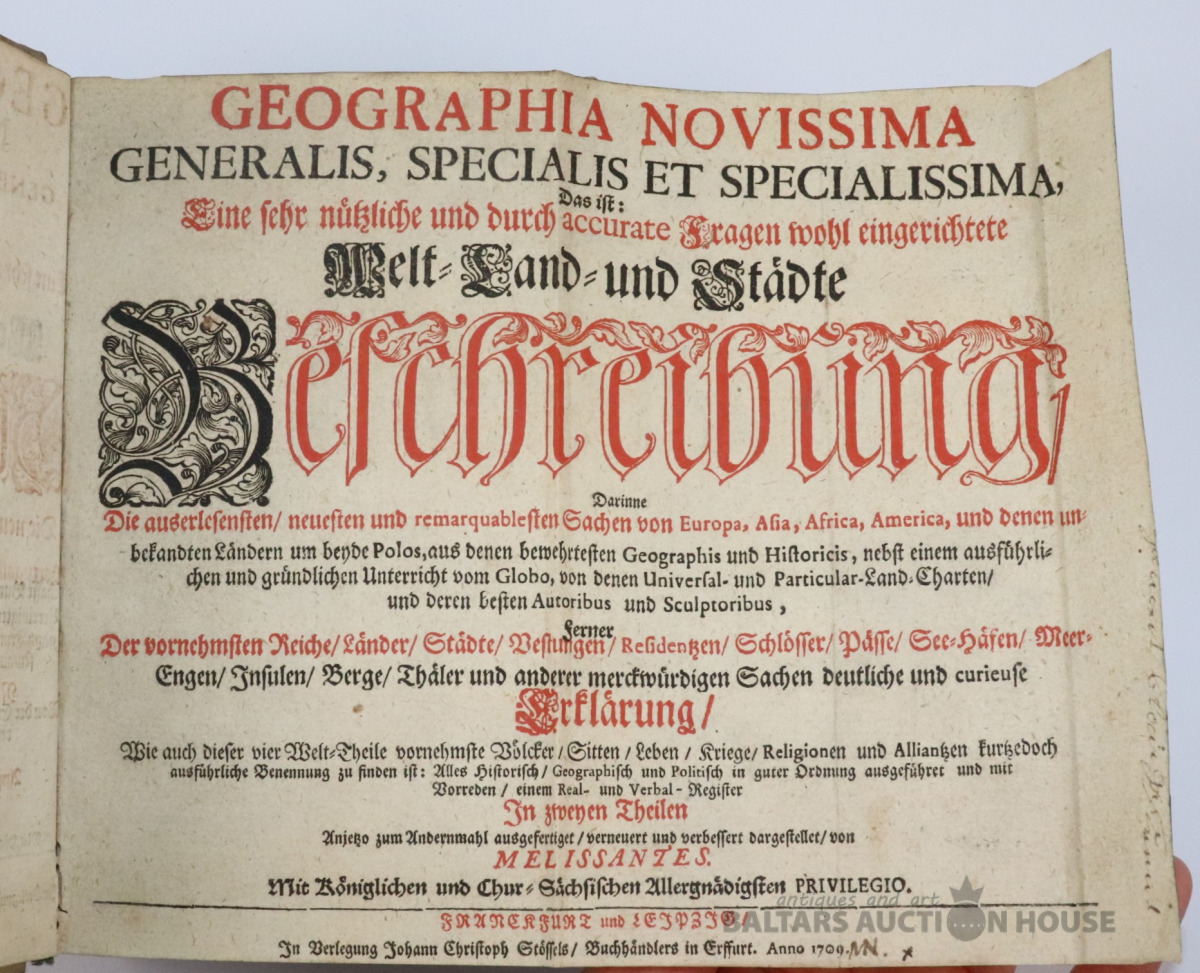 GEOGRAPHIA NOVISSIMA
GENERALIS, SPECIALIS ET SPECIALISSIMA,
Das ist:
Eine sehr nützliche und durch accurate Fragen wohl eingerichtete
Welt-Land-und Städte
Beschreibung/
Darinne
Die auserlesensten/ neuesten und remarquablesten Sachen von Europa, Asia, Africa, America, und denen un-
bekandten Ländern um beyde Polos, aus denen bewehrtesten Geographis und Historicis, nebst einem ausführli-
chen und gründlichen Unterricht vom Globo, von denen Universal- und Particular-Land-Charten/
und deren besten Autoribus und Sculptoribus,
Ferner
Der vornehmsten Reiche/ Länder/ Städte/ Vestungen/ Residentzen/ Schlösser/ Pässe/ See-Häfen/ Meer-
Engen/ Insulen/ Berge/ Thäler und anderer merckwürdigen Sachen deutliche und curieuse
Erklärung/
Wie auch dieser vier Welt-Theile vornehmste Völcker/ Sitten/ Leben/ Kriege/ Religionen und Alliantzen kurtzedoch
ausführliche Benennung zu finden ist: Alles Historisch/ Geographisch und Politisch in guter Ordnung ausgeführet und mit
Vorreden/ einem Real- und Verbal-Register
In zweyen Theilen
Anjetzo zum Andernmahl ausgefertiget/ verneuert und verbessert dargestellet/ von
MELISSANTES.
Mit Königlichen und Chur-Sächsischen Allergnädigsten PRIVILEGIO.
FRANCKFURT und LEIPZIG/
In Verlegung Johann Christoph Stössels/ Buchhändlers in Erffurt. Anno 1709.
antiques and art
BALTARS AUCTION HOUSE